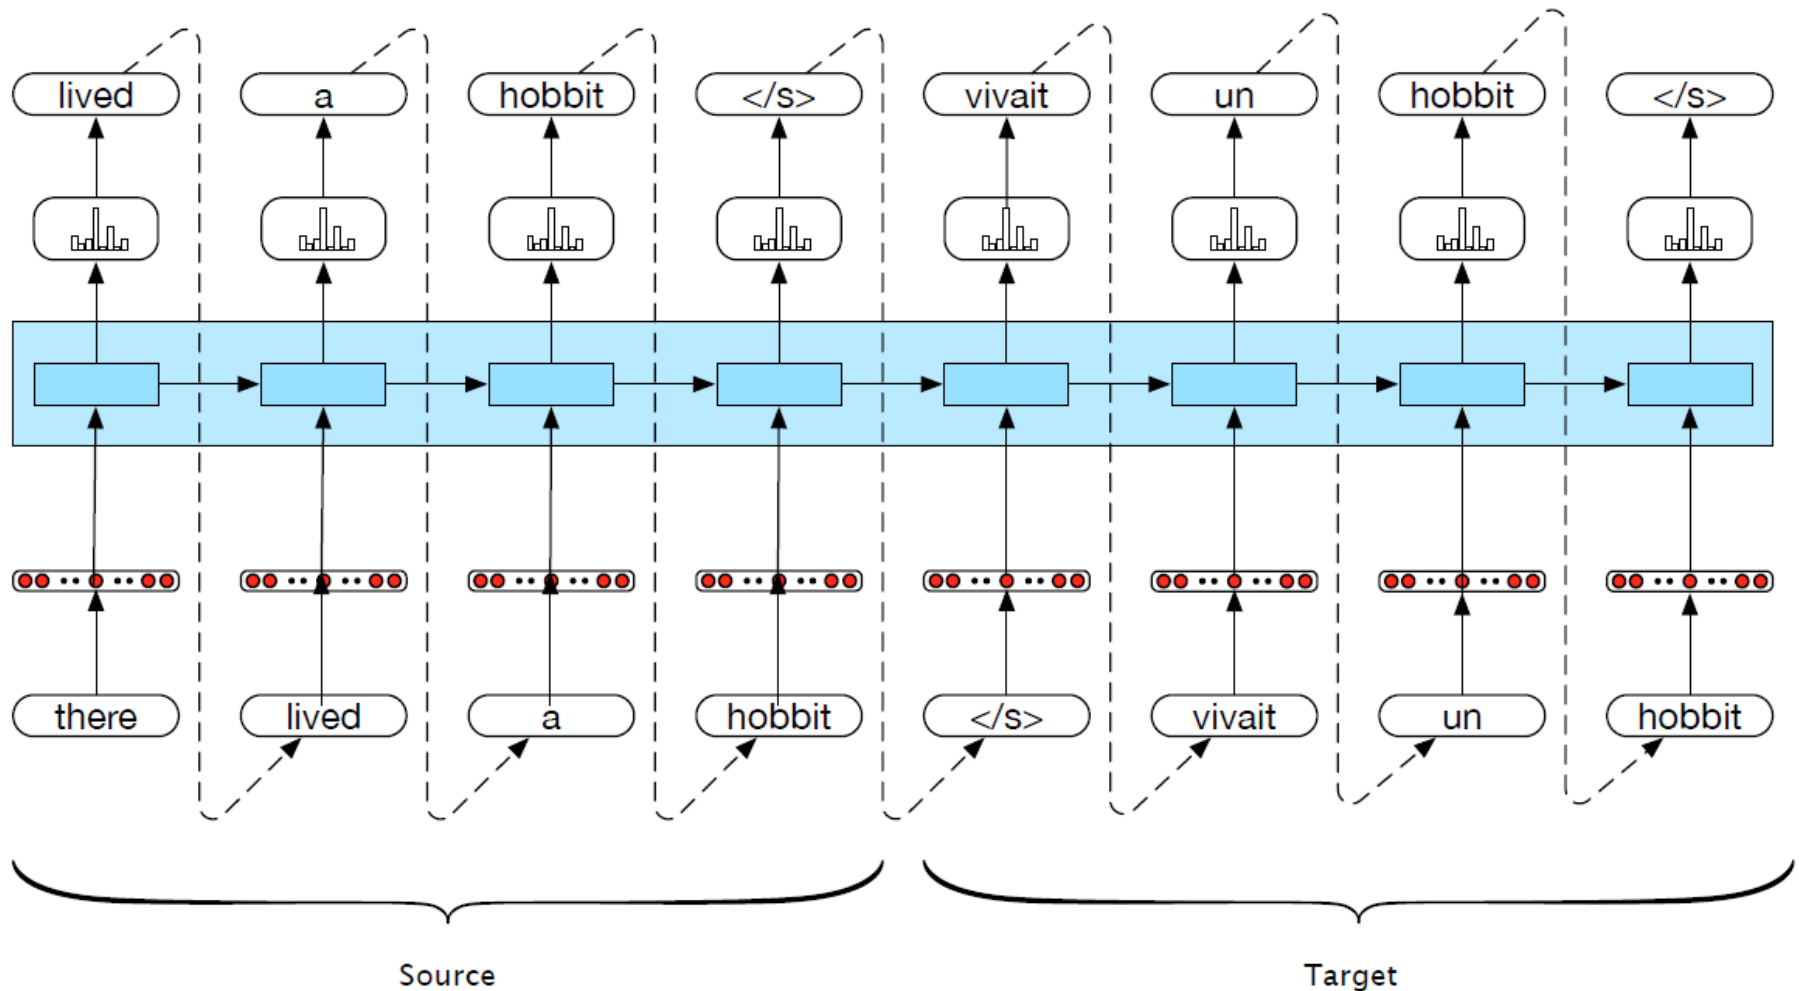 lived a hobbit </s> vivait un hobbit </s>
there lived a hobbit </s> vivait un hobbit
Source Target